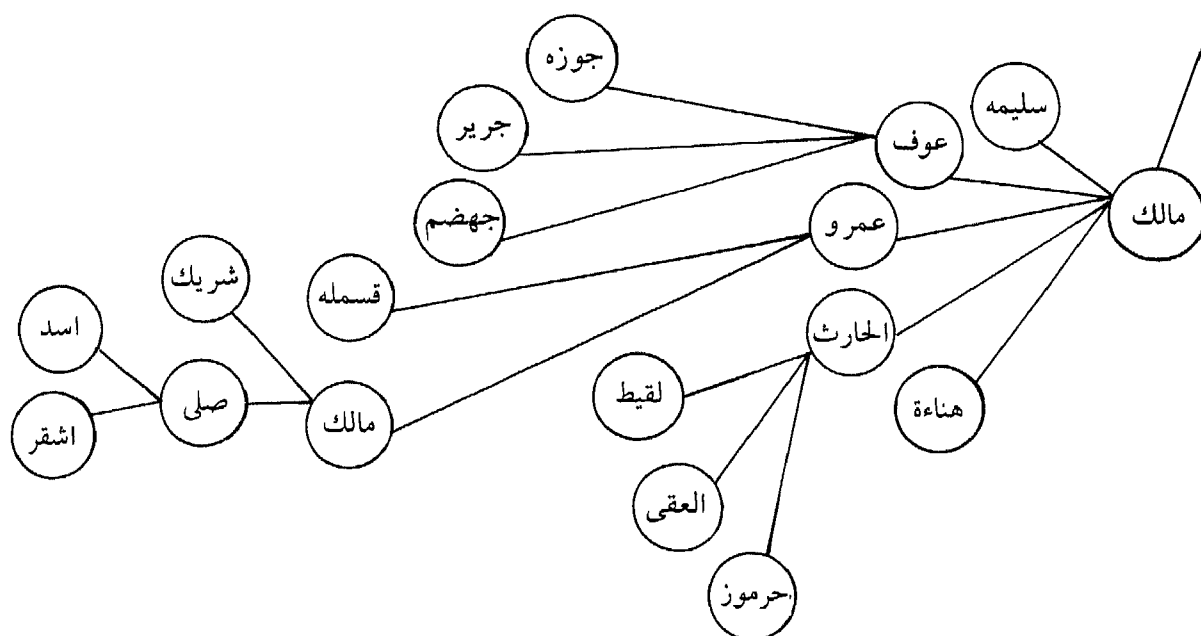 جوزه
سليمه
جرير
عوف
مالك
جهضم
عمرو
شريك
قسمله
اسد
الحارث
لقيط
هناءة
صلى
مالك
اشقر
العقى
حرموز